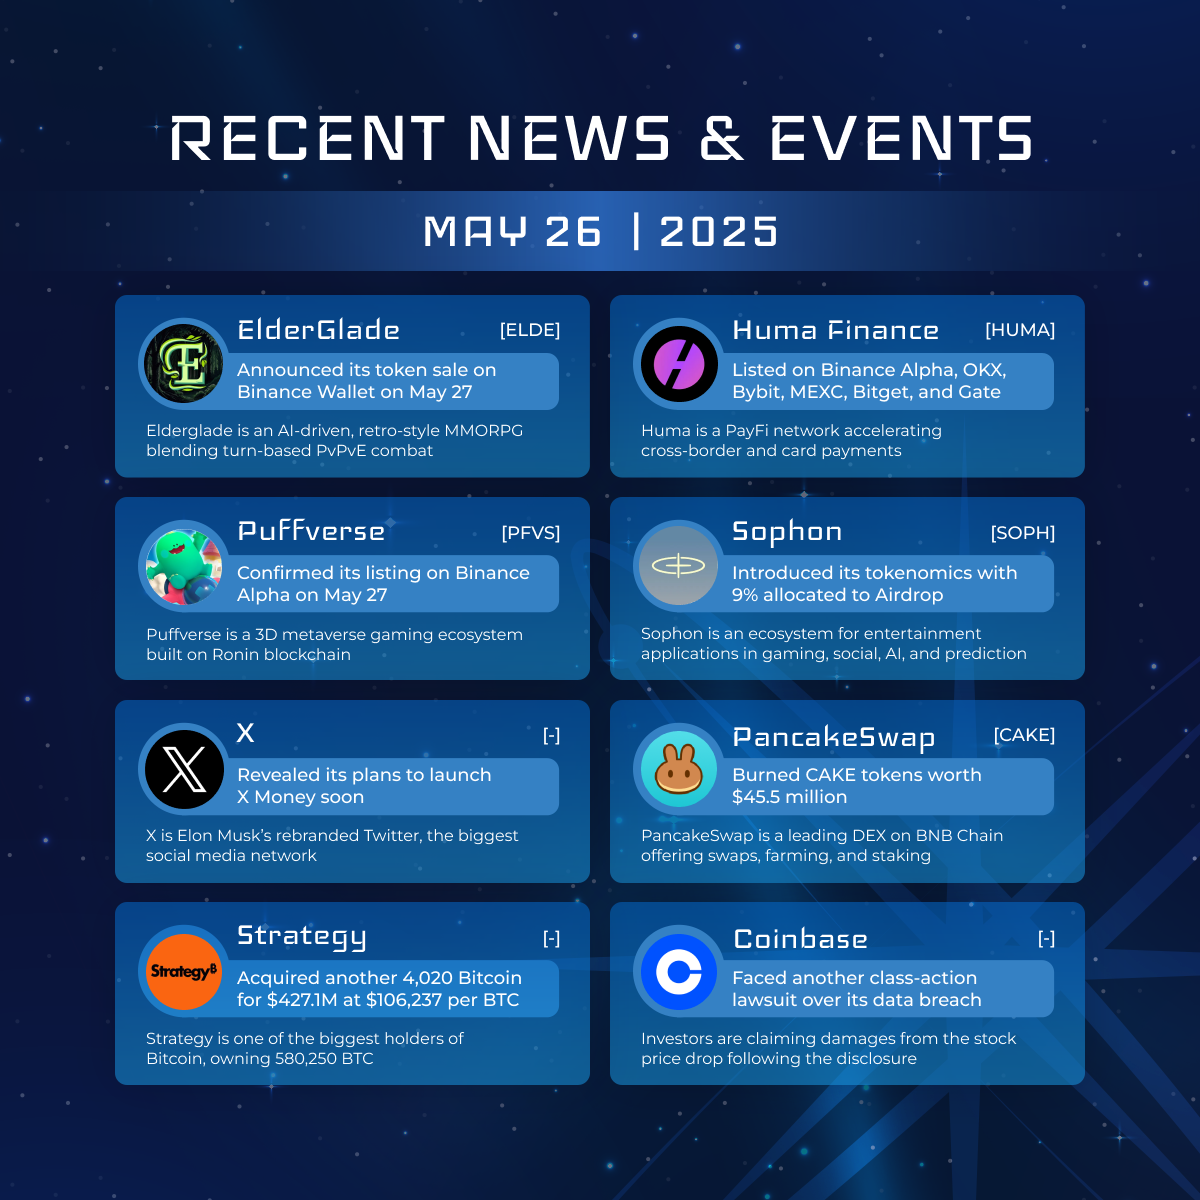 RECENT NEWS & EVENTS
MAY 26 | 2025
ElderGlade [ELDE]
Announced its token sale on
Binance Wallet on May 27
Elderglade is an AI-driven, retro-style MMORPG
blending turn-based PvPvE combat
Huma Finance [HUMA]
Listed on Binance Alpha, OKX,
Bybit, MEXC, Bitget, and Gate
Huma is a PayFi network accelerating
cross-border and card payments
Puffverse [PFVS]
Confirmed its listing on Binance
Alpha on May 27
Puffverse is a 3D metaverse gaming ecosystem
built on Ronin blockchain
Sophon [SOPH]
Introduced its tokenomics with
9% allocated to Airdrop
Sophon is an ecosystem for entertainment
applications in gaming, social, AI, and prediction
X [-]
Revealed its plans to launch
X Money soon
X is Elon Musk's rebranded Twitter, the biggest
social media network
PancakeSwap [CAKE]
Burned CAKE tokens worth
$45.5 million
PancakeSwap is a leading DEX on BNB Chain
offering swaps, farming, and staking
Strategy [-]
Strategy₿
Acquired another 4,020 Bitcoin
for $427.1M at $106,237 per BTC
Strategy is one of the biggest holders of
Bitcoin, owning 580,250 BTC
Coinbase [-]
Faced another class-action
lawsuit over its data breach
Investors are claiming damages from the stock
price drop following the disclosure